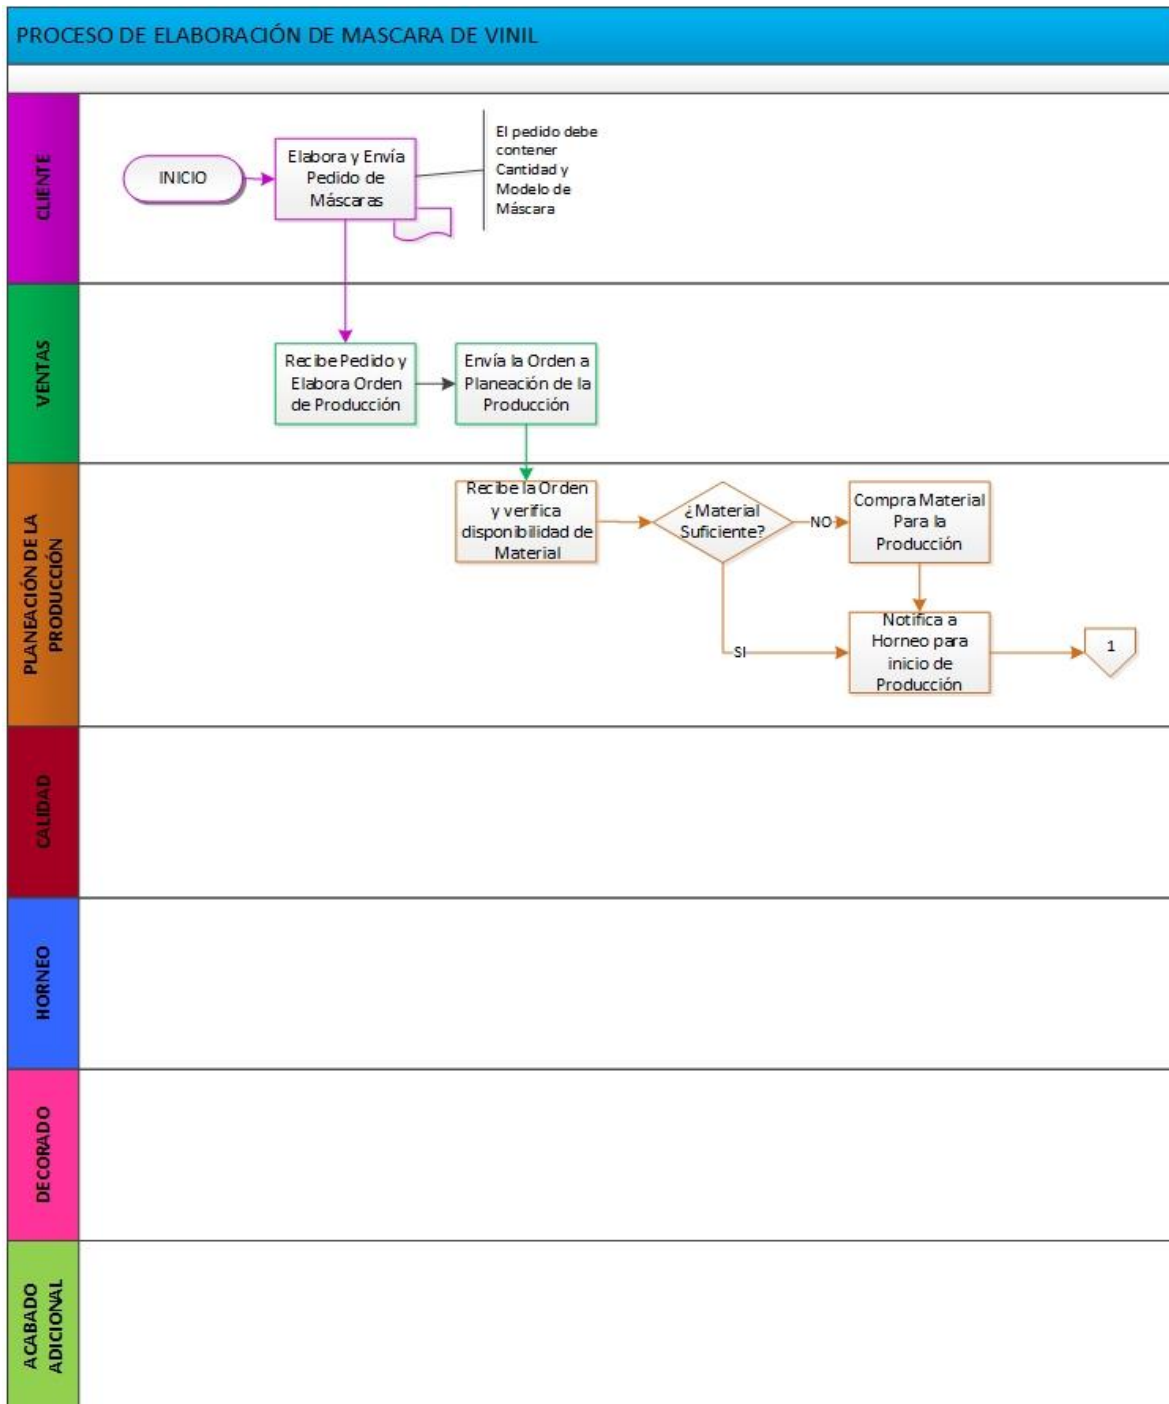 PROCESO DE ELABORACIÓN DE MASCARA DE VINIL
CLIENTE
INICIO
Elabora y Envía
Pedido de
Máscaras
El pedido debe
contener
Cantidad y
Modelo de
Máscara
VENTAS
Recibe Pedido y
Elabora Orden
de Producción
Envía la Orden a
Planeación de la
Producción
PLANEACIÓN DE LA
PRODUCCIÓN
Recibe la Orden
y verifica
disponibilidad de
Material
¿Material
Suficiente?
NO
Compra Material
Para la
Producción
SI
Notifica a
Horneo para
inicio de
Producción
1
CALIDAD
HORNEO
DECORADO
ACABADO
ADICIONAL